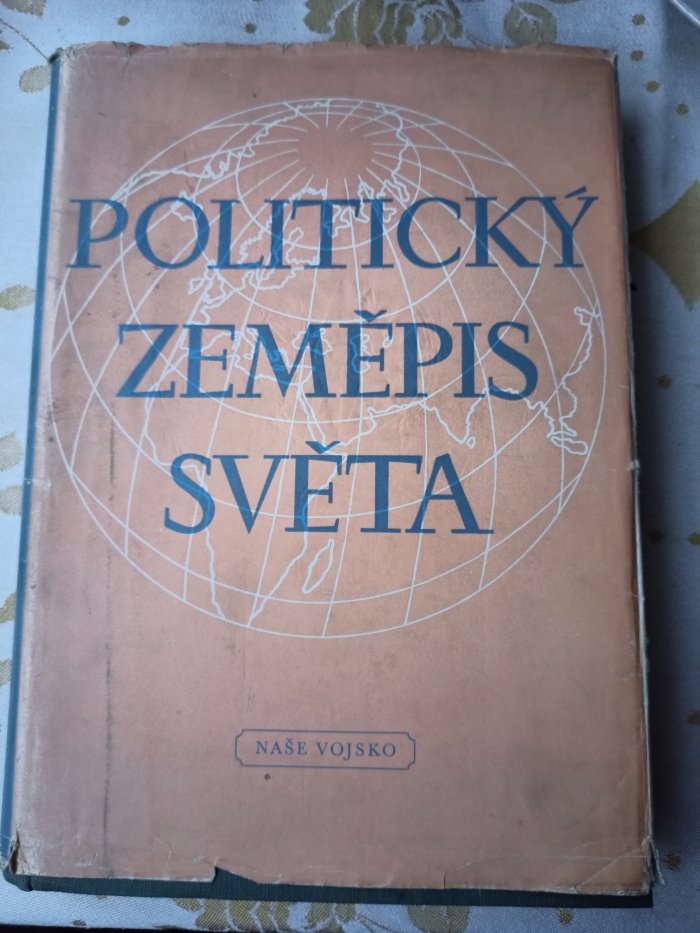 POLITICKÝ
ZEMĚPIS
SVĚTA
NAŠE VOJSKO